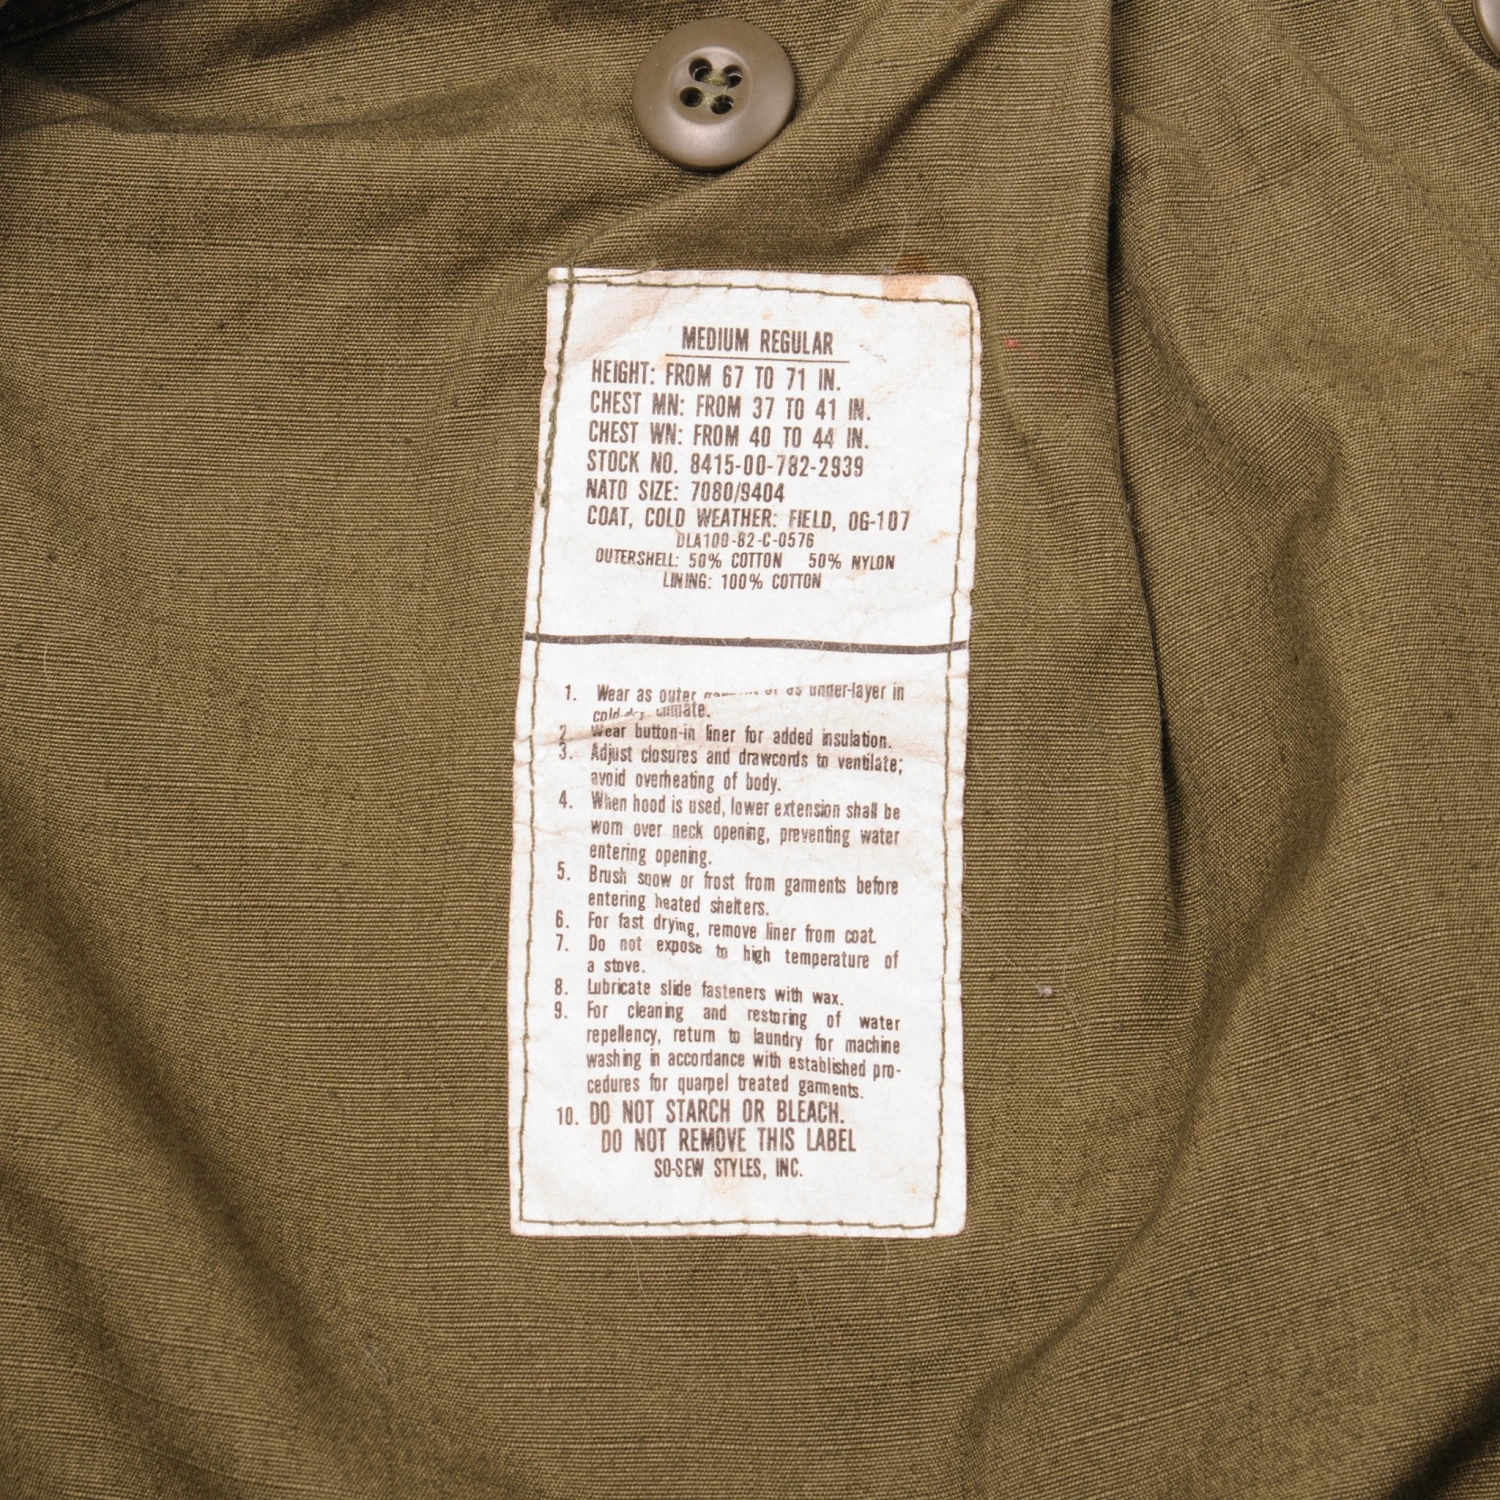 MEDIUM REGULAR
HEIGHT: FROM 67 TO 71 IN.
CHEST MN: FROM 37 TO 41 IN.
CHEST WN: FROM 40 TO 44 IN.
STOCK NO. 8415-00-782-2939
NATO SIZE: 7080/9404
COAT, COLD WEATHER: FIELD, OG-107
DLA100-82-C-0576
OUTERSHELL: 50% COTTON 50% NYLON
LINING: 100% COTTON
1. Wear as outer as under-layer in
cold climate.
2. Wear button-in liner for added insulation.
3. Adjust closures and drawcords to ventilate;
avoid overheating of body.
4. When hood is used, lower extension shall be
worn over neck opening, preventing water
entering opening.
5. Brush snow or frost from garments before
entering heated shelters.
6. For fast drying, remove liner from coat.
7. Do not expose to high temperature of
a stove.
8. Lubricate slide fasteners with wax.
9. For cleaning and restoring of water
repellency, return to laundry for machine
washing in accordance with established pro-
cedures for quarpel treated garments.
10. DO NOT STARCH OR BLEACH.
DO NOT REMOVE THIS LABEL
SO-SEW STYLES, INC.